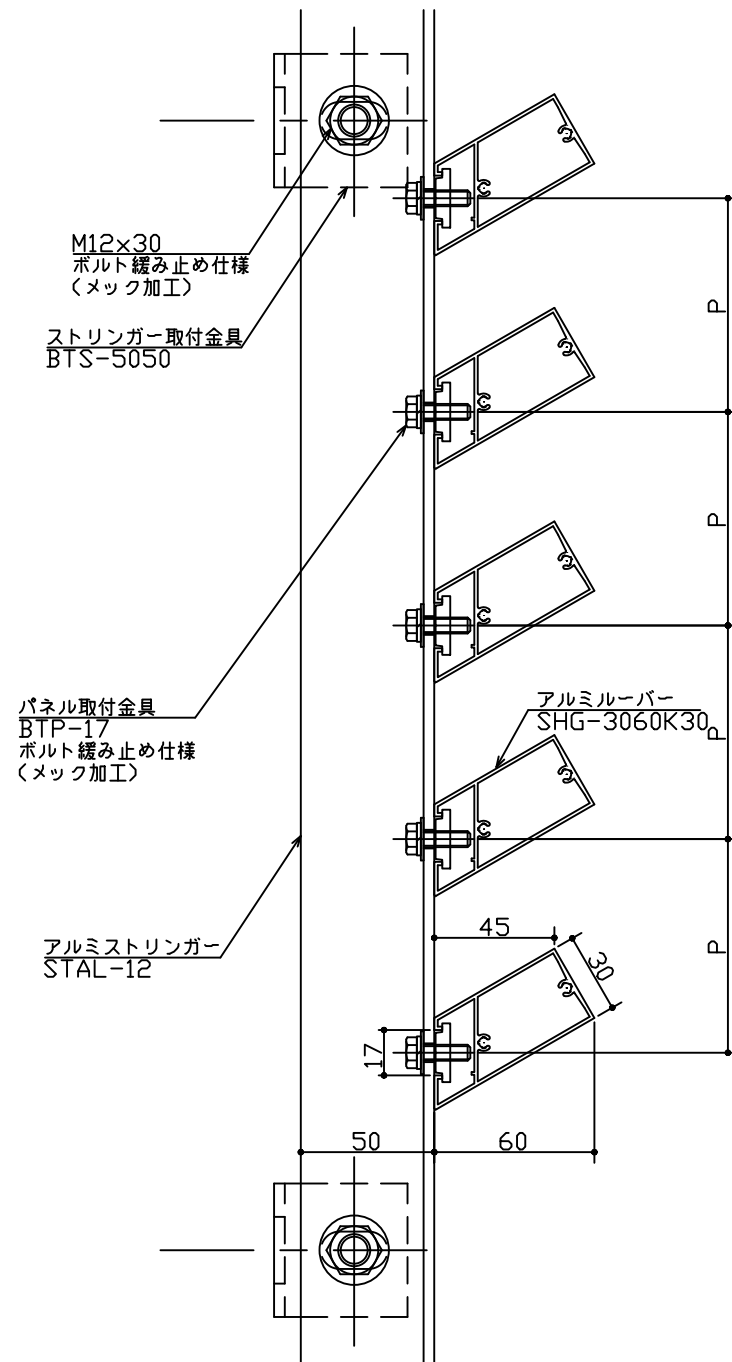 M12x30
ボルト緩み止め仕様
(メック加工)
ストリンガー取付金具
BTS-5050
P
P
パネル取付金具
BTP-17
ボルト緩み止め仕様
(メック加工)
アルミルーバー
SHG-3060K30
P
アルミストリンガー
STAL-12
45
30
P
17
50
60